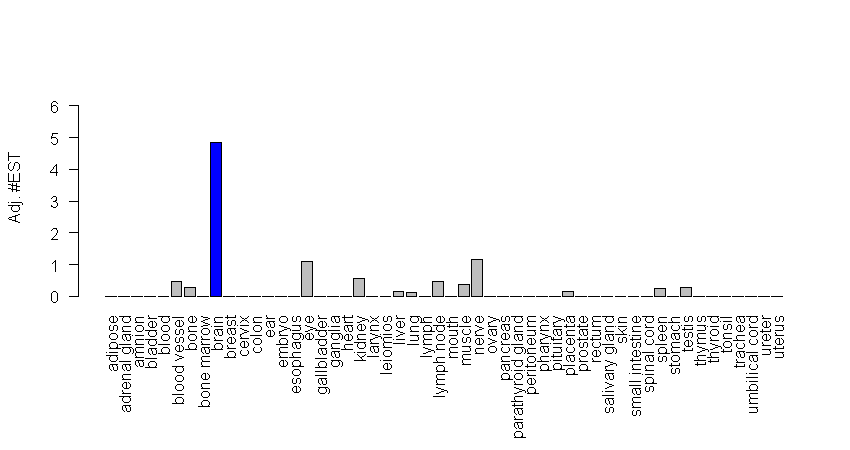 6
5
4
3
2
1
0
Adj. #EST
adipose
adrenal gland
amnion
bladder
blood
blood vessel
bone
bone marrow
brain
breast
cervix
colon
ear
embryo
esophagus
eye
gallbladder
ganglia
heart
kidney
larynx
leiomios
liver
lung
lymph
lymph node
mouth
muscle
nerve
ovary
pancreas
parathyroid gland
peritoneum
pharynx
pituitary
placenta
prostate
rectum
salivary gland
skin
small intestine
spinal cord
spleen
stomach
testis
thymus
thyroid
tonsil
trachea
umbilical cord
ureter
uterus